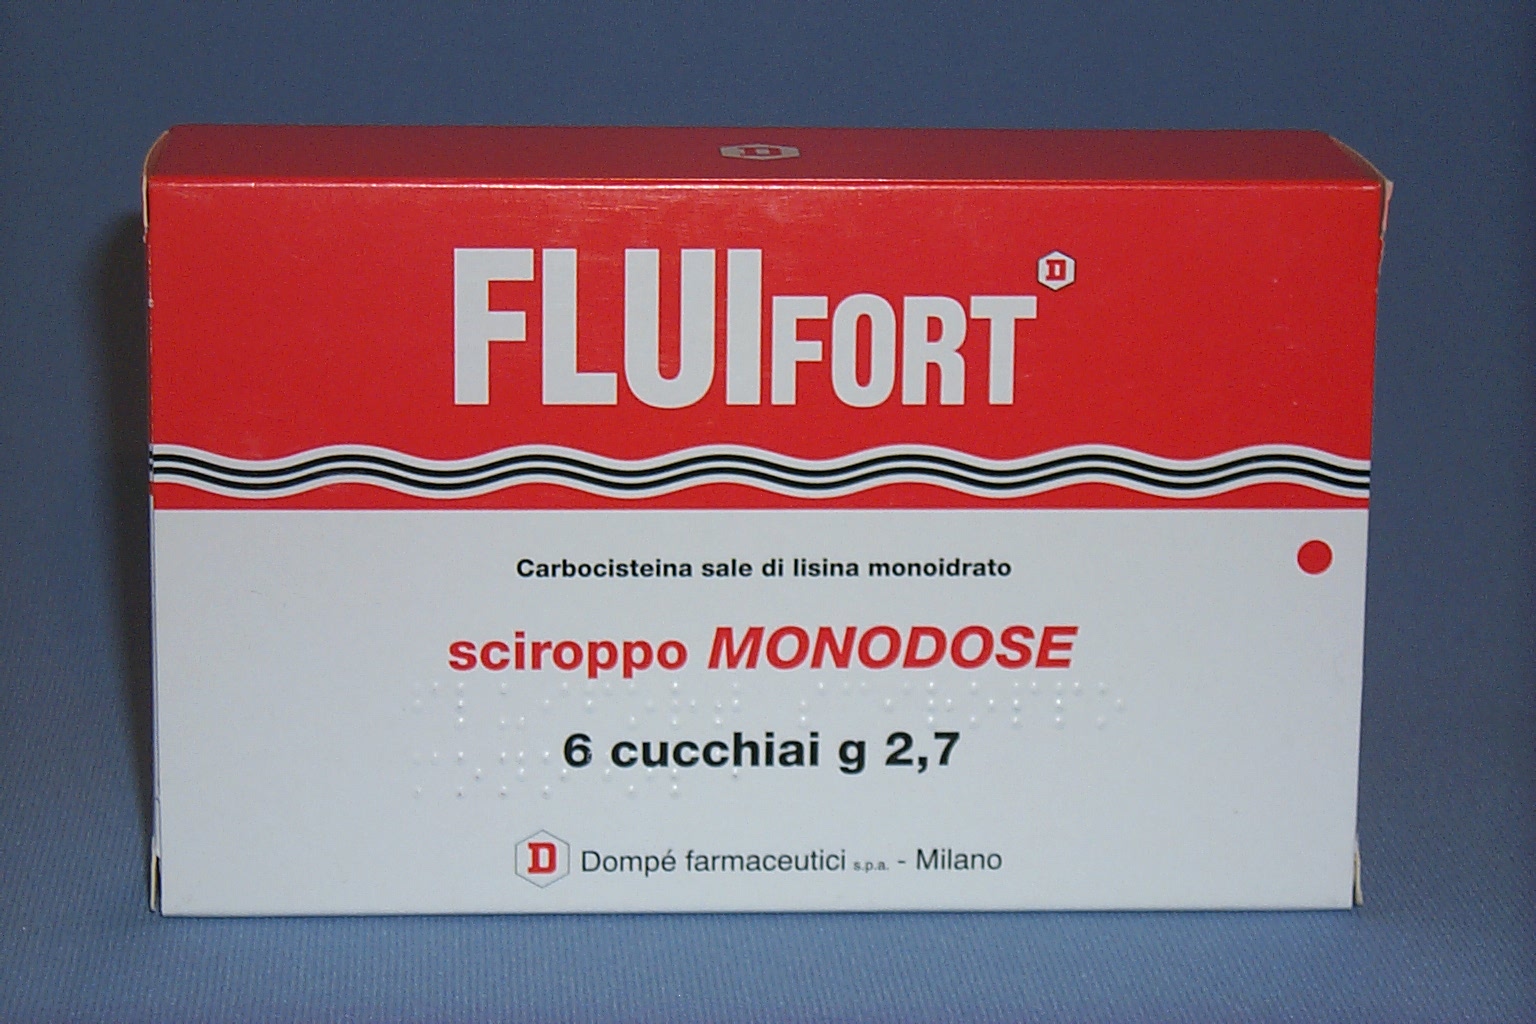 D
FLUIFORT D
Carbocisteina sale di lisina monoidrato
sciroppo MONODOSE
6 cucchiai g 2,7
D Dompé farmaceutici s.p.a. - Milano